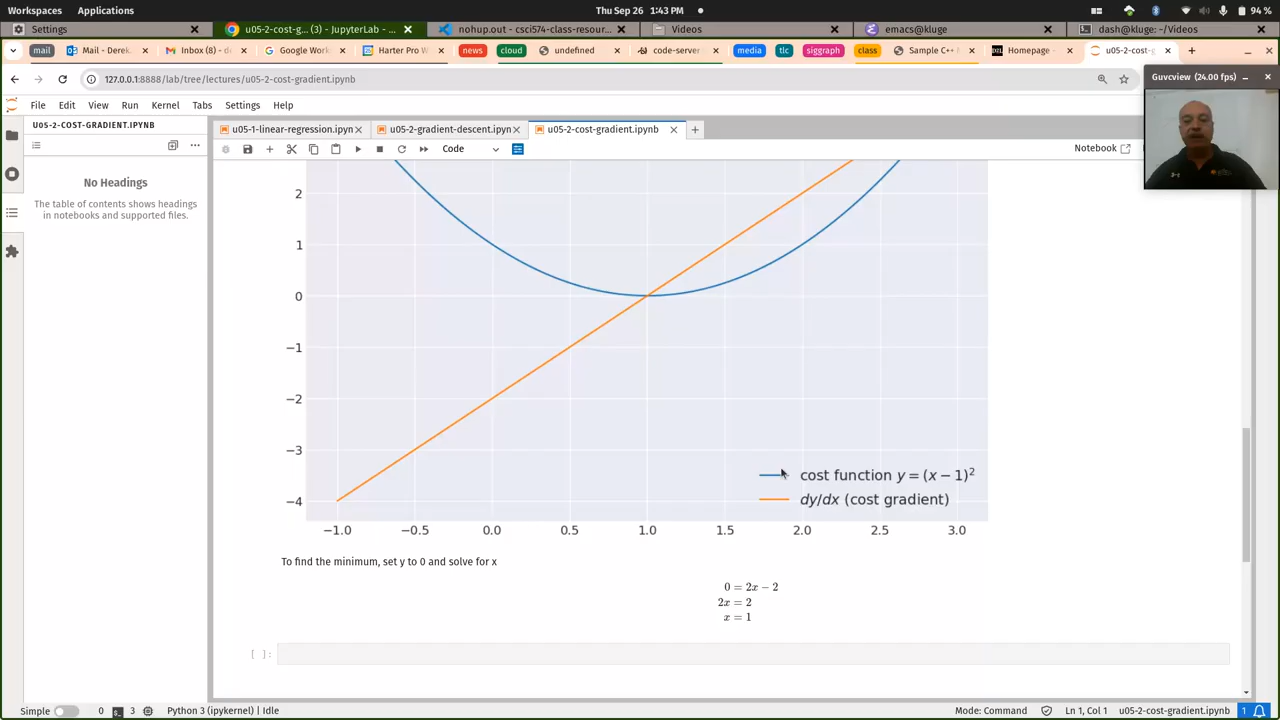 Workspaces Applications Thu Sep 26 1:43 PM 94 %
Settings u05-2-cost-g... (3) - JupyterLab - ... nohup.out - csci574-class-resour... Videos emacs@kluge dash@kluge: ~/Videos
mail Mail - Derek. Inbox (8) - d Google Work Harter Pro W news cloud undefined code-server media tlc siggraph class Sample C++ Homepage - u05-2-cost-g
127.0.0.1:8888/lab/tree/lectures/u05-2-cost-gradient.ipynb
Guvcview (24.00 fps)
File Edit View Run Kernel Tabs Settings Help
U05-2-COST-GRADIENT.IPYNB
u05-1-linear-regression.ipyn u05-2-gradient-descent.ipyn u05-2-cost-gradient.ipynb
Code Notebook
No Headings
The table of contents shows headings
in notebooks and supported files.
2
1
0
−1
−2
−3
−4
cost function y = (x − 1)²
dy/dx (cost gradient)
−1.0 −0.5 0.0 0.5 1.0 1.5 2.0 2.5 3.0
To find the minimum, set y to 0 and solve for x
0 = 2x − 2
2x = 2
x = 1
[ ]:
Simple 0 3 Python 3 (ipykernel) | Idle Mode: Command Ln 1, Col 1 u05-2-cost-gradient.ipynb 1